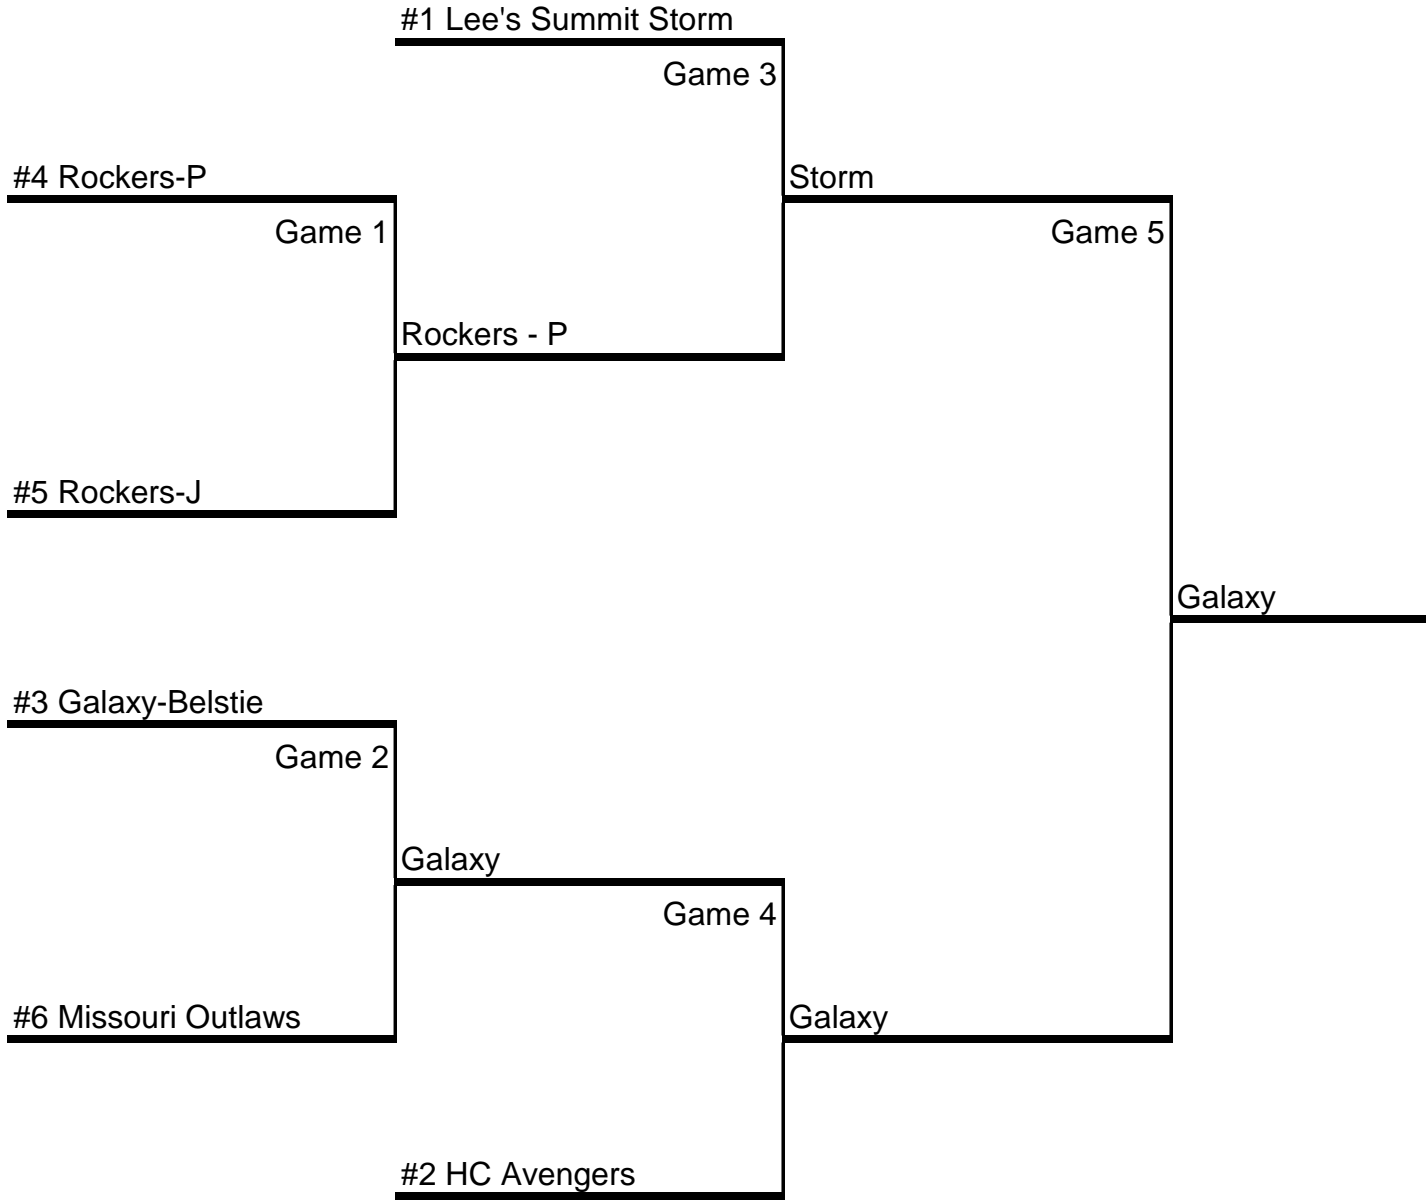 #1 Lee's Summit Storm
Game 3
#4 Rockers-P
Storm
Game 1
Game 5
Rockers - P
#5 Rockers-J
Galaxy
#3 Galaxy-Belstie
Game 2
Galaxy
Game 4
#6 Missouri Outlaws
Galaxy
#2 HC Avengers